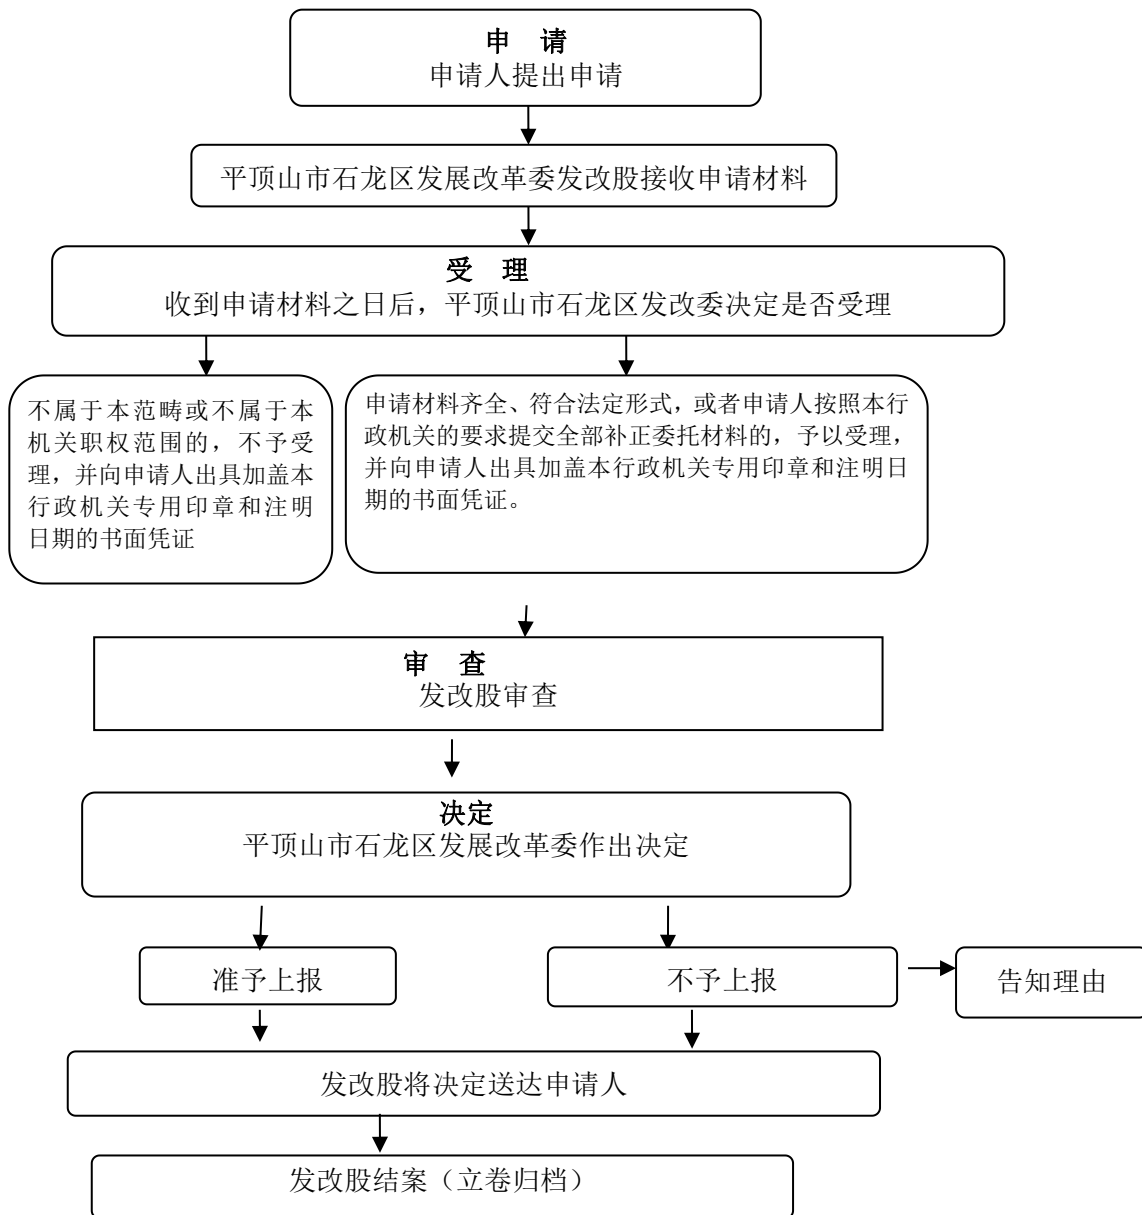 申 请
申请人提出申请
平顶山市石龙区发展改革委发改股接收申请材料
受 理
收到申请材料之日后，平顶山市石龙区发改委决定是否受理
不属于本范畴或不属于本
机关职权范围的，不予受
理，并向申请人出具加盖本
行政机关专用印章和注明
日期的书面凭证
申请材料齐全、符合法定形式，或者申请人按照本行
政机关的要求提交全部补正委托材料的，予以受理，
并向申请人出具加盖本行政机关专用印章和注明日
期的书面凭证。
审 查
发改股审查
决定
平顶山市石龙区发展改革委作出决定
准予上报
不予上报
告知理由
发改股将决定送达申请人
发改股结案（立卷归档）